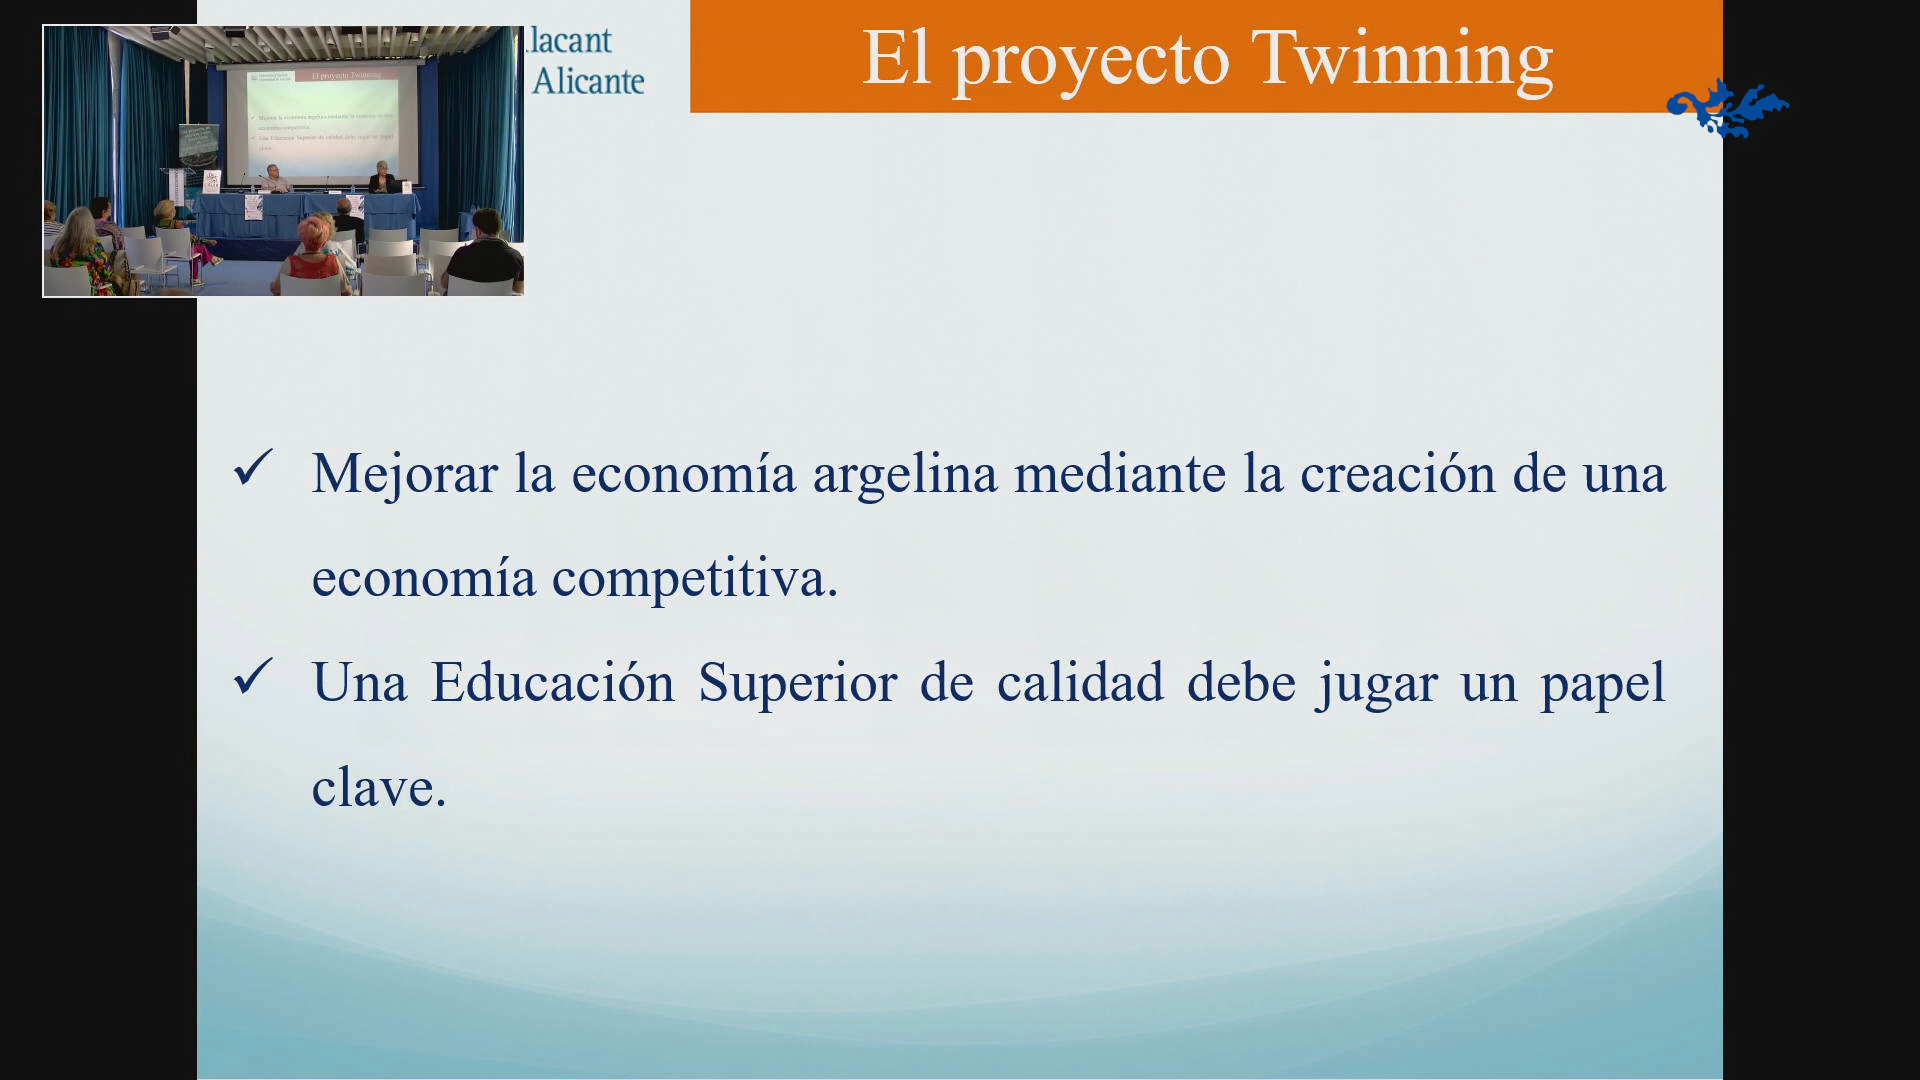 lacant
Alicante
El proyecto Twinning
Mejorar la economía argelina mediante la creación de una
economía competitiva.
Una Educación Superior de calidad debe jugar un papel
clave.